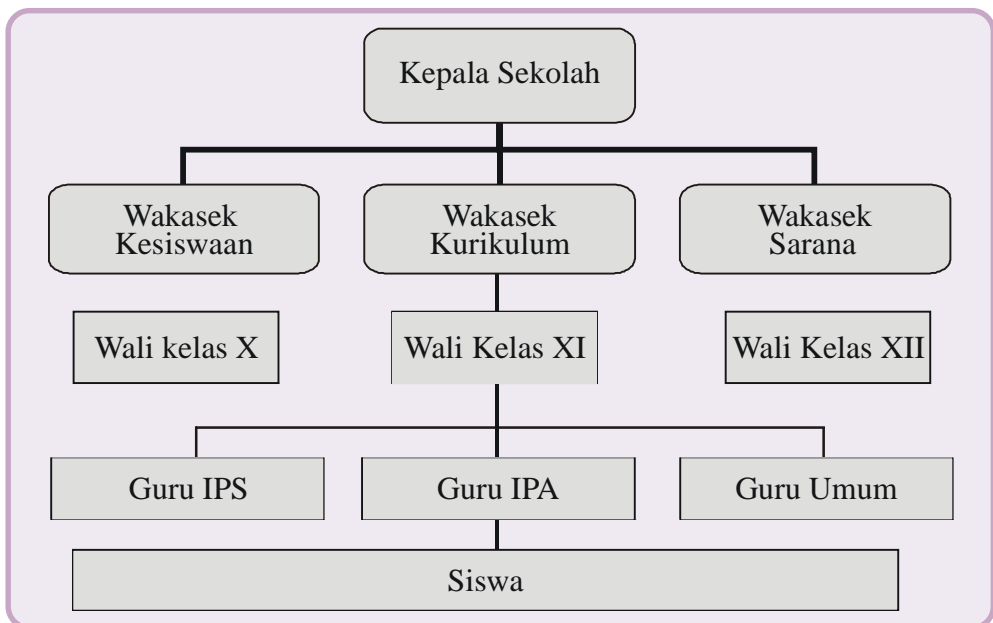 Kepala Sekolah
Wakasek
Kesiswaan
Wakasek
Kurikulum
Wakasek
Sarana
Wali kelas X
Wali Kelas XI
Wali Kelas XII
Guru IPS
Guru IPA
Guru Umum
Siswa